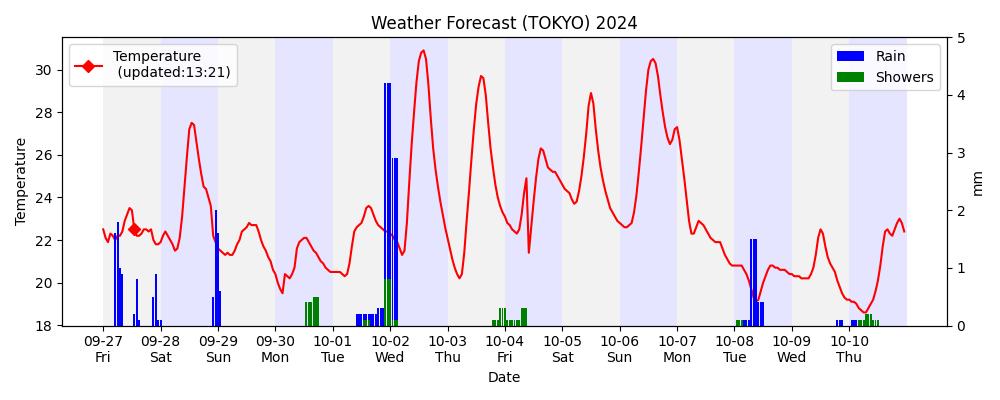 Weather Forecast (TOKYO) 2024
Temperature
(updated:13:21)
Rain
Showers
Temperature
30
28
26
24
22
20
18
5
4
3
2
1
0
mm
09-27 09-28 09-29 09-30 10-01 10-02 10-03 10-04 10-05 10-06 10-07 10-08 10-09 10-10
Fri Sat Sun Mon Tue Wed Thu Fri Sat Sun Mon Tue Wed Thu
Date